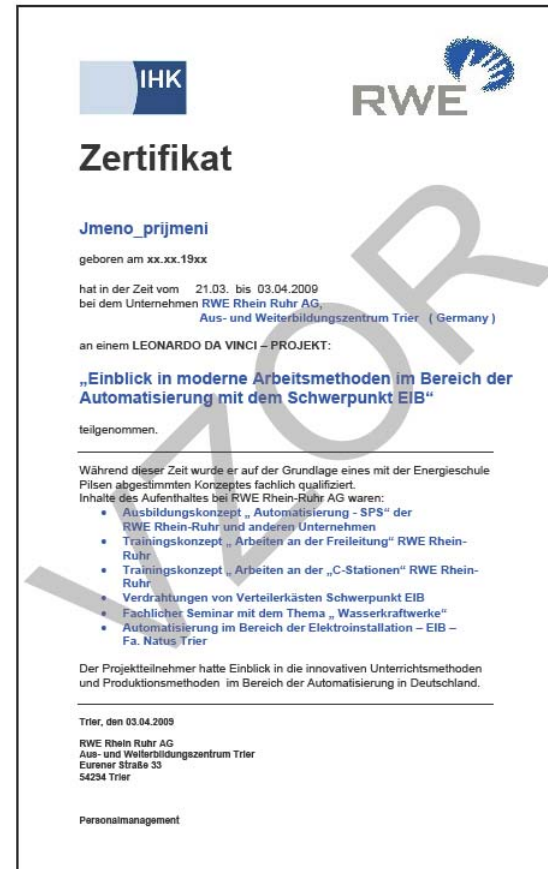 IHK
RWE
Zertifikat
Jmeno_prijmeni
geboren am xx.xx.19xx
hat in der Zeit vom 21.03. bis 03.04.2009
bei dem Unternehmen RWE Rhein Ruhr AG,
Aus- und Weiterbildungszentrum Trier ( Germany )
an einem LEONARDO DA VINCI – PROJEKT:
„Einblick in moderne Arbeitsmethoden im Bereich der
Automatisierung mit dem Schwerpunkt EIB“
teilgenommen.
Während dieser Zeit wurde er auf der Grundlage eines mit der Energieschule
Pilsen abgestimmten Konzeptes fachlich qualifiziert.
Inhalte des Aufenthaltes bei RWE Rhein-Ruhr AG waren:
• Ausbildungskonzept „ Automatisierung - SPS“ der
RWE Rhein-Ruhr und anderen Unternehmen
• Trainingskonzept „ Arbeiten an der Freileitung“ RWE Rhein-
Ruhr
• Trainingskonzept „ Arbeiten an der „C-Stationen“ RWE Rhein-
Ruhr
• Verdrahtungen von Verteilerkästen Schwerpunkt EIB
• Fachlicher Seminar mit dem Thema „ Wasserkraftwerke“
• Automatisierung im Bereich der Elektroinstallation – EIB –
Fa. Natus Trier
Der Projektteilnehmer hatte Einblick in die innovativen Unterrichtsmethoden
und Produktionsmethoden im Bereich der Automatisierung in Deutschland.
Trier, den 03.04.2009
RWE Rhein Ruhr AG
Aus- und Weiterbildungszentrum Trier
Eurener Straße 33
54294 Trier
Personalmanagement
VZOR